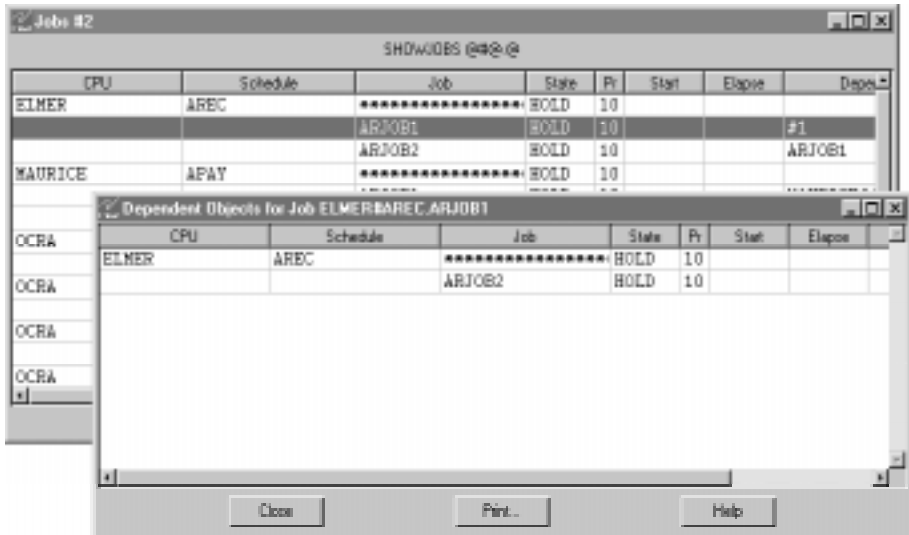 Jobs #2
SHOWJOBS @#@.@
CPU Schedule Job State Pr Start Elapse
ELMER AREC ***************** HOLD 10
ARJOB1 HOLD 10 #1
ARJOB2 HOLD 10 ARJOB1
MAURICE APAY ***************** HOLD 10
OCRA
OCRA
OCRA
OCRA
Dependent Objects for Job ELMER#AREC.ARJOB1
CPU Schedule Job State Pr Start Elapse
ELMER AREC ***************** HOLD 10
ARJOB2 HOLD 10
Close Print... Help